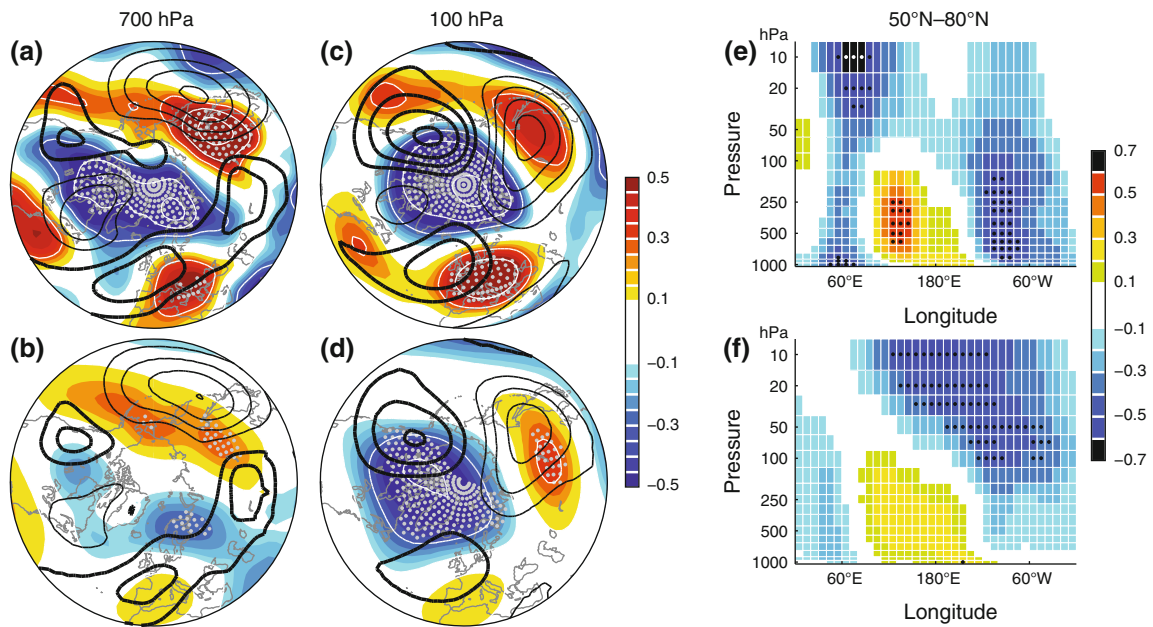 700 hPa
100 hPa
50°N–80°N
(a)
(c)
(e)
hPa
10
20
50
100
250
500
1000
Pressure
60°E
180°E
60°W
Longitude
0.5
0.3
0.1
−0.1
−0.3
−0.5
0.7
0.5
0.3
0.1
−0.1
−0.3
−0.5
−0.7
(b)
(d)
(f)
hPa
10
20
50
100
250
500
1000
Pressure
60°E
180°E
60°W
Longitude